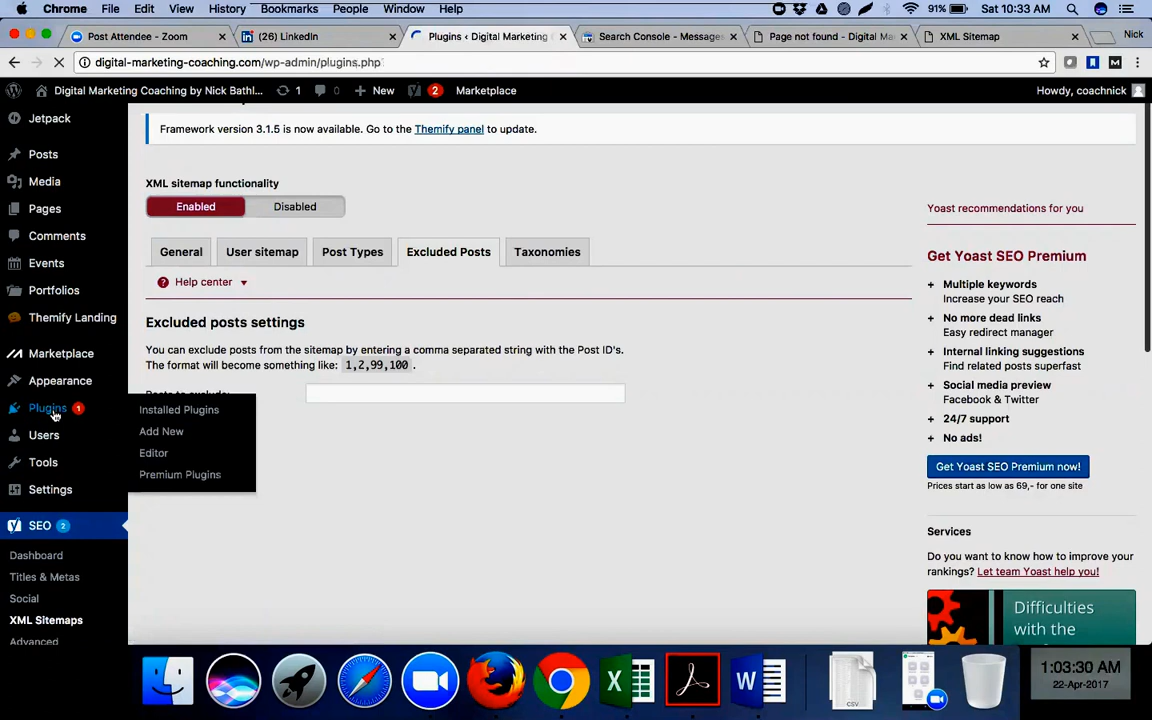 Chrome File Edit View History Bookmarks People Window Help 91% Sat 10:33 AM
Post Attendee - Zoom (26) LinkedIn Plugins ‹ Digital Marketing Search Console - Messages Page not found - Digital Ma XML Sitemap Nick
digital-marketing-coaching.com/wp-admin/plugins.php
Digital Marketing Coaching by Nick Bathl... 1 0 New 2 Marketplace Howdy, coachnick
Jetpack
Posts
Media
Pages
Comments
Events
Portfolios
Themify Landing
Marketplace
Appearance
Plugins 1
Users
Tools
Settings
SEO 2
Dashboard
Titles & Metas
Social
XML Sitemaps
Advanced
Installed Plugins
Add New
Editor
Premium Plugins
Framework version 3.1.5 is now available. Go to the Themify panel to update.
XML sitemap functionality
Enabled Disabled
General User sitemap Post Types Excluded Posts Taxonomies
Help center
Excluded posts settings
You can exclude posts from the sitemap by entering a comma separated string with the Post ID's.
The format will become something like: 1,2,99,100 .
Yoast recommendations for you
Get Yoast SEO Premium
+ Multiple keywords
Increase your SEO reach
+ No more dead links
Easy redirect manager
+ Internal linking suggestions
Find related posts superfast
+ Social media preview
Facebook & Twitter
+ 24/7 support
+ No ads!
Get Yoast SEO Premium now!
Prices start as low as 69,- for one site
Services
Do you want to know how to improve your
rankings? Let team Yoast help you!
Difficulties
with the
CSV
1:03:30 AM
22-Apr-2017